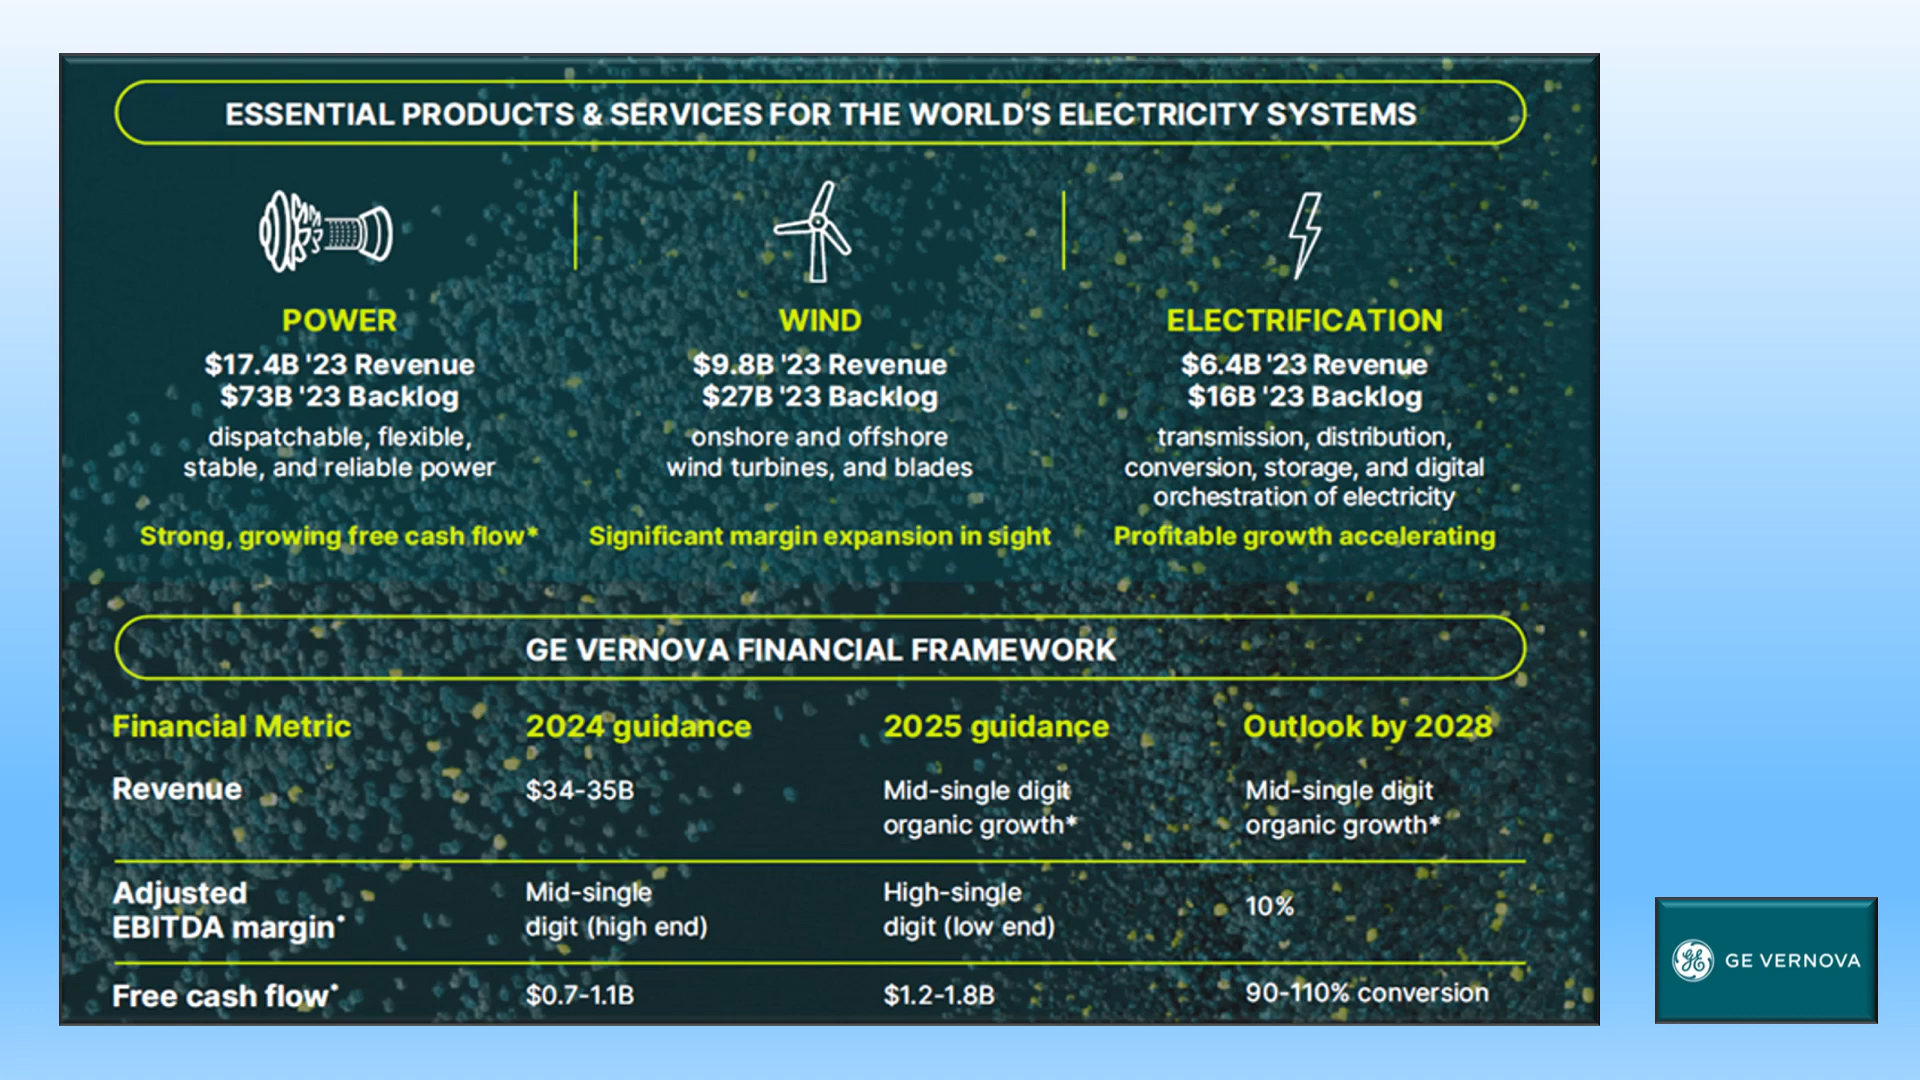 ESSENTIAL PRODUCTS & SERVICES FOR THE WORLD'S ELECTRICITY SYSTEMS
POWER
$17.4B '23 Revenue
$73B '23 Backlog
dispatchable, flexible,
stable, and reliable power
Strong, growing free cash flow*
WIND
$9.8B '23 Revenue
$27B '23 Backlog
onshore and offshore
wind turbines, and blades
Significant margin expansion in sight
ELECTRIFICATION
$6.4B '23 Revenue
$16B '23 Backlog
transmission, distribution,
conversion, storage, and digital
orchestration of electricity
Profitable growth accelerating
GE VERNOVA FINANCIAL FRAMEWORK
Financial Metric
2024 guidance
2025 guidance
Outlook by 2028
Revenue
$34-35B
Mid-single digit
organic growth*
Mid-single digit
organic growth*
Adjusted
EBITDA margin*
Mid-single
digit (high end)
High-single
digit (low end)
10%
Free cash flow*
$0.7-1.1B
$1.2-1.8B
90-110% conversion
GE VERNOVA